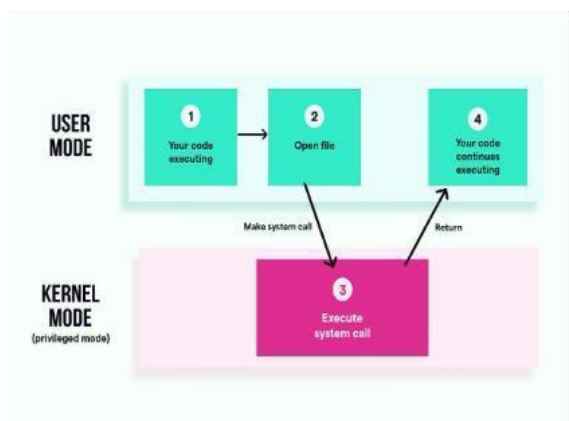 USER
MODE
1
Your code
executing
2
Open file
4
Your code
continues
executing
Make system call
Return
KERNEL
MODE
(privileged mode)
3
Execute
system call